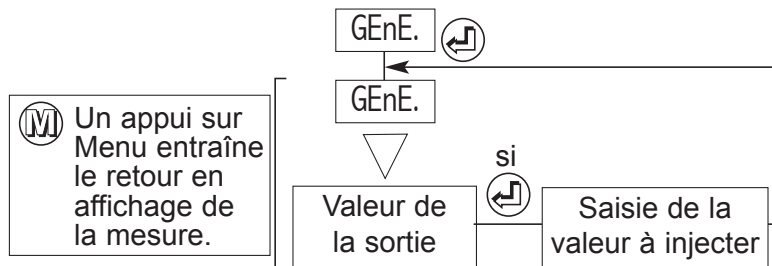 GEnE.
GEnE.
M Un appui sur
Menu entraîne
le retour en
affichage de
la mesure.
Valeur de
la sortie
si
Saisie de la
valeur à injecter